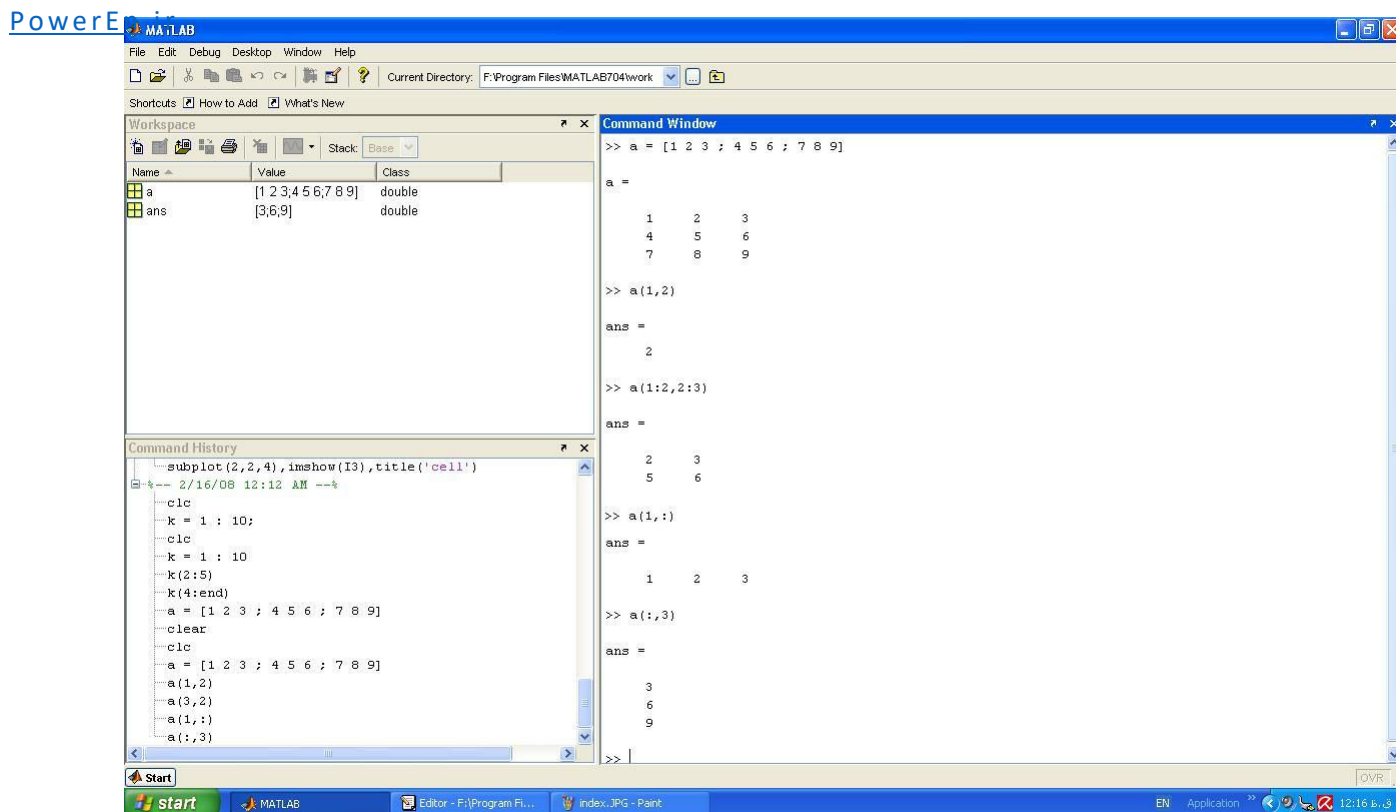 PowerEn.ir
MATLAB
File Edit Debug Desktop Window Help
Current Directory: F:\Program Files\MATLAB704\work
Shortcuts How to Add What's New
Workspace
Stack: Base
Name Value Class
a [1 2 3;4 5 6;7 8 9] double
ans [3;6;9] double
Command History
subplot(2,2,4),imshow(I3),title('cell')
%-- 2/16/08 12:12 AM --%
clc
k = 1 : 10;
clc
k = 1 : 10
k(2:5)
k(4:end)
a = [1 2 3 ; 4 5 6 ; 7 8 9]
clear
clc
a = [1 2 3 ; 4 5 6 ; 7 8 9]
a(1,2)
a(3,2)
a(1,:)
a(:,3)
Command Window
>> a = [1 2 3 ; 4 5 6 ; 7 8 9]
a =
1 2 3
4 5 6
7 8 9
>> a(1,2)
ans =
2
>> a(1:2,2:3)
ans =
2 3
5 6
>> a(1,:)
ans =
1 2 3
>> a(:,3)
ans =
3
6
9
>>
Start
OVR
start MATLAB Editor - F:\Program Fi... index.JPG - Paint EN Application » 12:16 ق.ظ